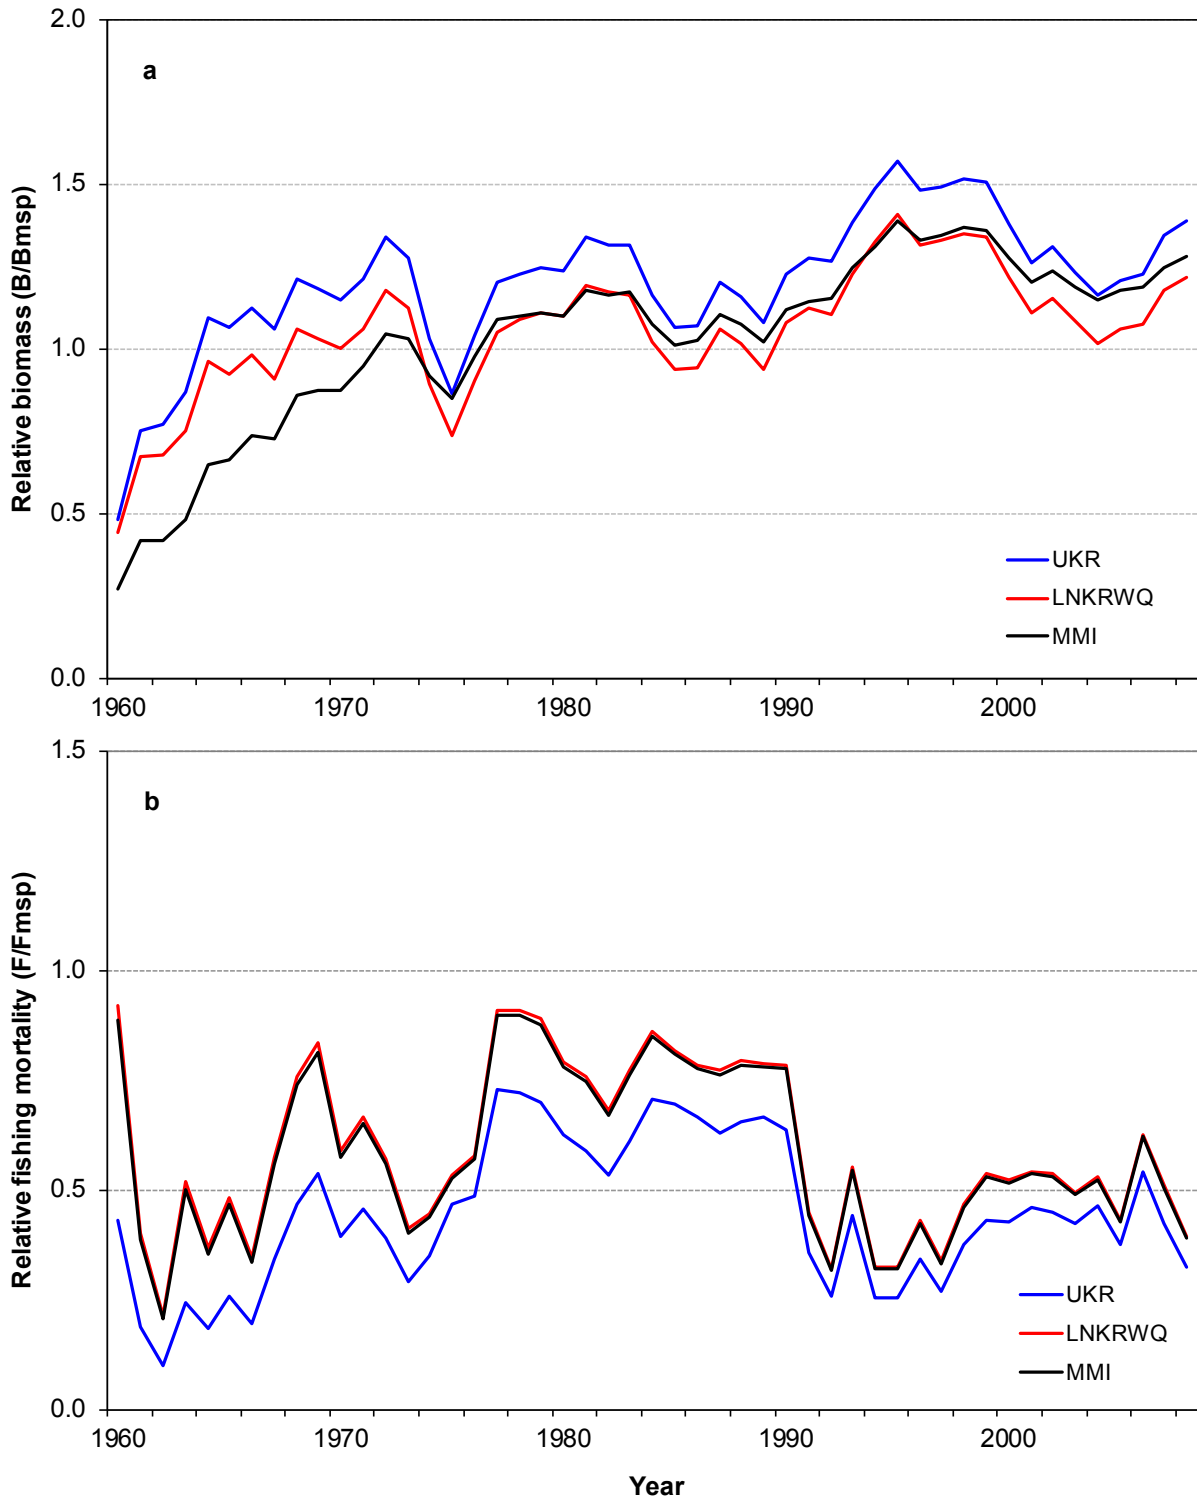 2.0
a
1.5
Relative biomass (B/Bmsp)
1.0
0.5
UKR
LNKRWQ
MMI
0.0
1960 1970 1980 1990 2000
1.5
b
Relative fishing mortality (F/Fmsp)
1.0
0.5
UKR
LNKRWQ
MMI
0.0
1960 1970 1980 1990 2000
Year